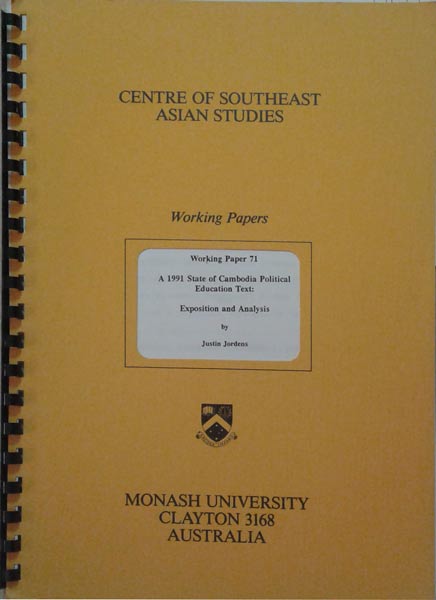 CENTRE OF SOUTHEAST
ASIAN STUDIES
Working Papers
Working Paper 71
A 1991 State of Cambodia Political
Education Text:
Exposition and Analysis
by
Justin Jordens
MONASH UNIVERSITY
CLAYTON 3168
AUSTRALIA